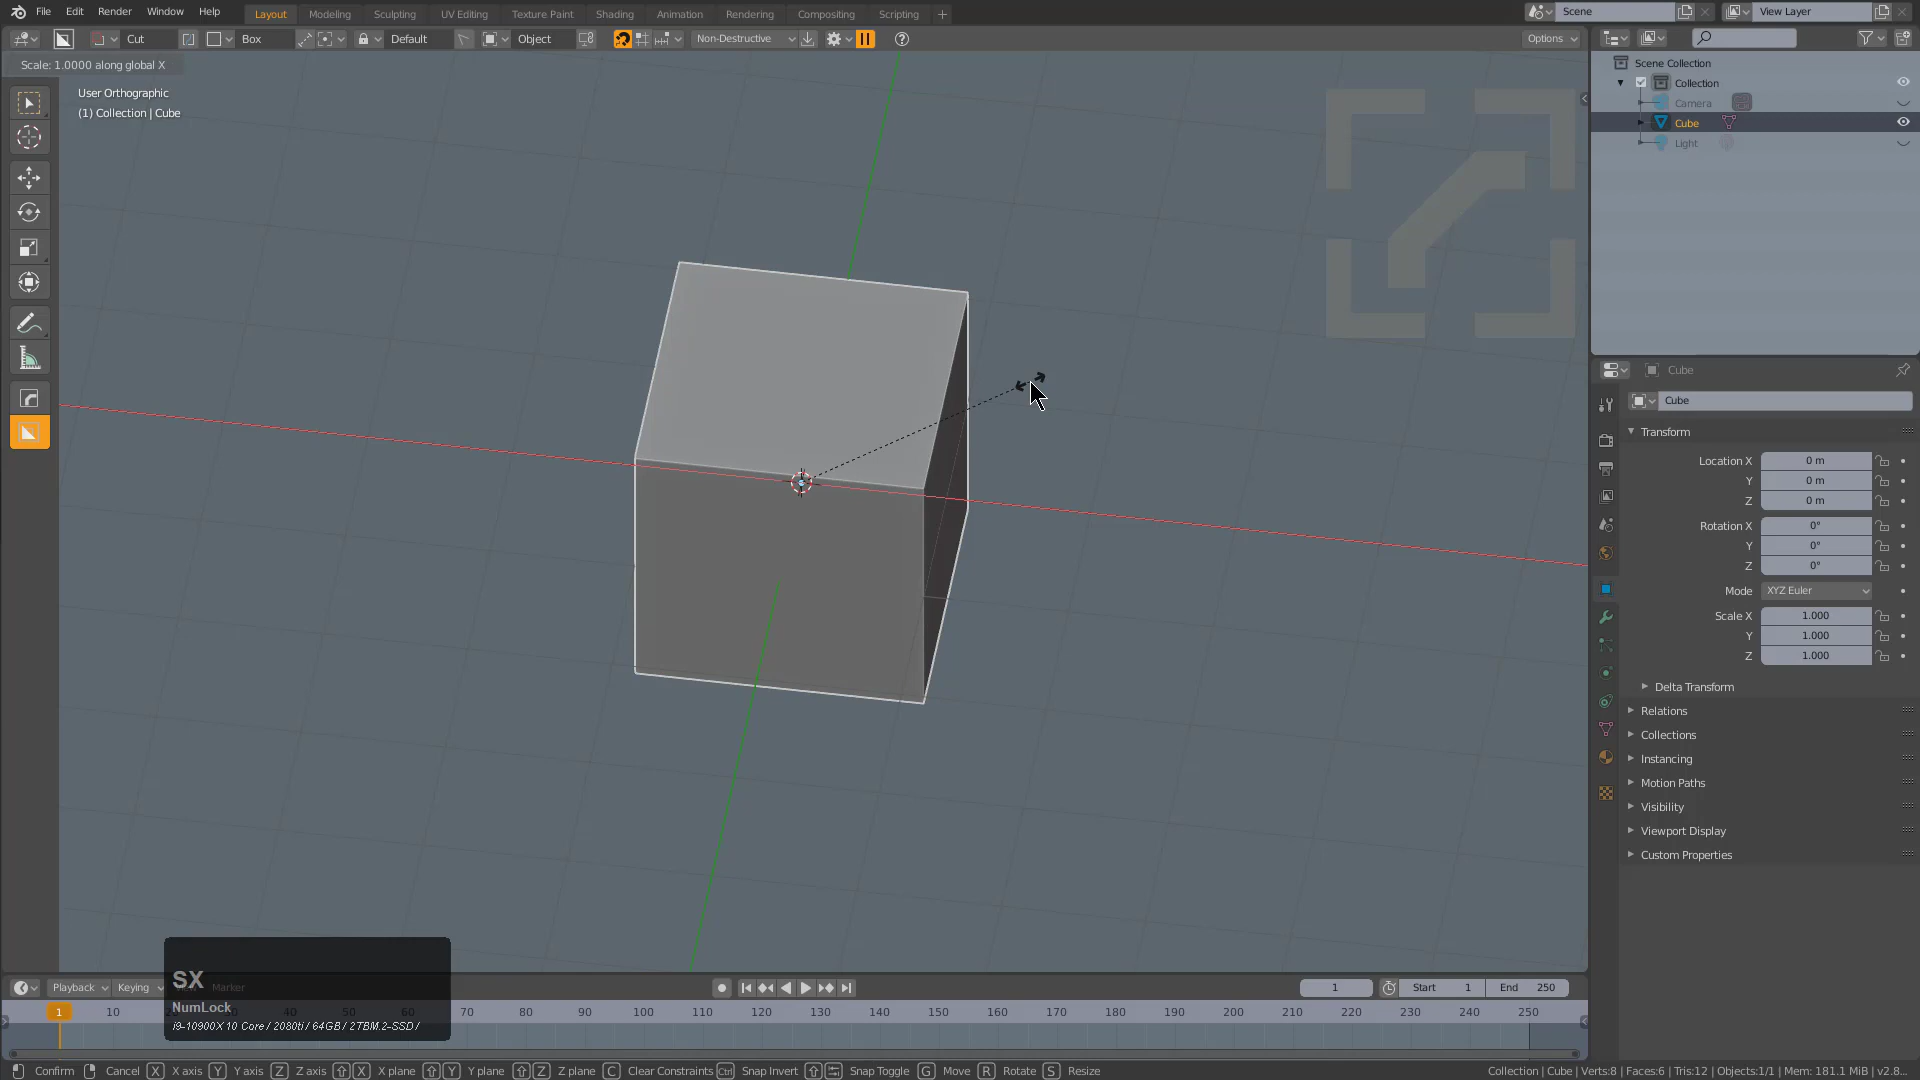 File Edit Render Window Help Layout Modeling Sculpting UV Editing Texture Paint Shading Animation Rendering Compositing Scripting Scene View Layer
Cut Box Default Object Non-Destructive Options
Scale: 1.0000 along global X
User Orthographic
(1) Collection | Cube
Scene Collection
Collection
Camera
Cube
Light
Cube
Cube
Transform
Location X 0 m
Y 0 m
Z 0 m
Rotation X 0°
Y 0°
Z 0°
Mode XYZ Euler
Scale X 1.000
Y 1.000
Z 1.000
Delta Transform
Relations
Collections
Instancing
Motion Paths
Visibility
Viewport Display
Custom Properties
SX
NumLock
i9-10900X 10 Core / 2080ti / 64GB / 2TBM.2-SSD /
Playback Keying Marker 1 Start 1 End 250
1 10 40 50 60 70 80 90 100 110 120 130 140 150 160 170 180 190 200 210 220 230 240 250
Confirm Cancel X X axis Y Y axis Z Z axis X X plane Y Y plane Z Z plane C Clear Constraints Ctrl Snap Invert Snap Toggle G Move R Rotate S Resize Collection | Cube | Verts:8 | Faces:6 | Tris:12 | Objects:1/1 | Mem: 181.1 MiB | v2.8...